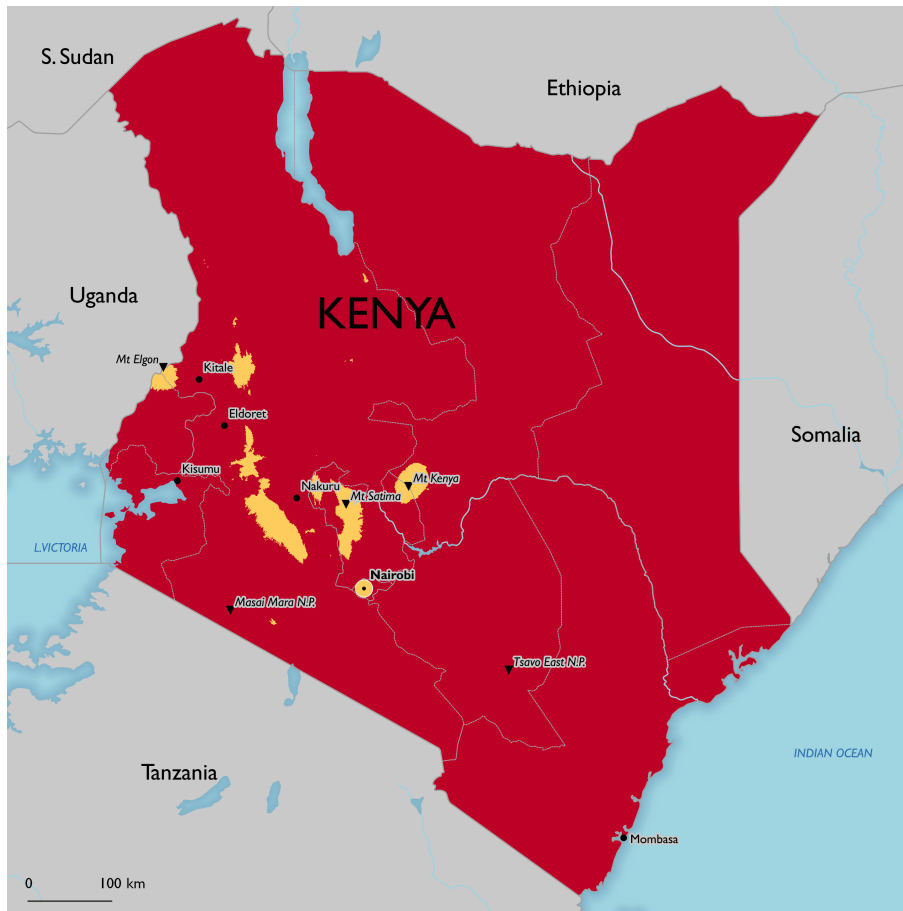 S. Sudan
Ethiopia
Uganda
KENYA
Mt Elgon
Kitale
Eldoret
Somalia
Kisumu
Mt Kenya
Nakuru
Mt Satima
L.VICTORIA
Nairobi
Masai Mara N.P.
Tsavo East N.P.
INDIAN OCEAN
Tanzania
Mombasa
0 100 km